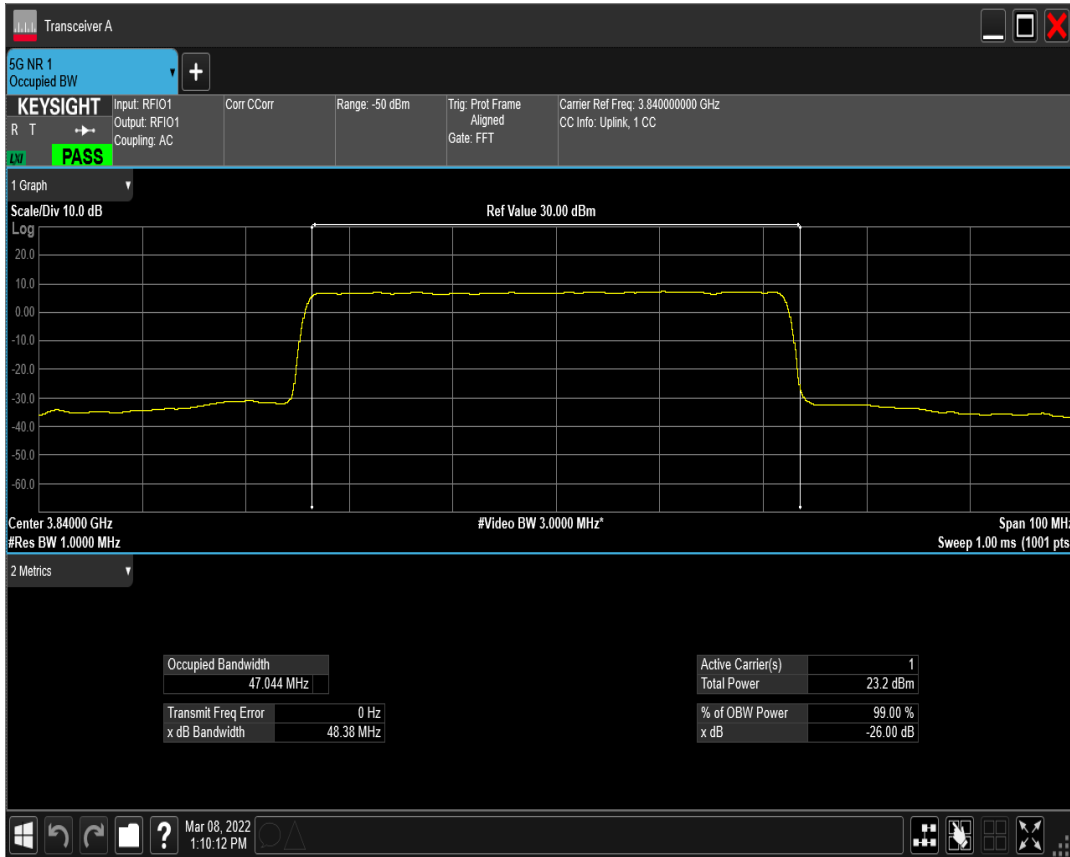 Transceiver A
5G NR 1
Occupied BW
KEYSIGHT
R T
LXI
PASS
Input: RFIO1
Output: RFIO1
Coupling: AC
Corr CCorr
Range: -50 dBm
Trig: Prot Frame
Aligned
Gate: FFT
Carrier Ref Freq: 3.840000000 GHz
CC Info: Uplink, 1 CC
1 Graph
Scale/Div 10.0 dB
Ref Value 30.00 dBm
Log
20.0
10.0
0.00
-10.0
-20.0
-30.0
-40.0
-50.0
-60.0
Center 3.84000 GHz
#Video BW 3.0000 MHz*
Span 100 MHz
#Res BW 1.0000 MHz
Sweep 1.00 ms (1001 pts
2 Metrics
Occupied Bandwidth
47.044 MHz
Transmit Freq Error 0 Hz
x dB Bandwidth 48.38 MHz
Active Carrier(s) 1
Total Power 23.2 dBm
% of OBW Power 99.00 %
x dB -26.00 dB
?
Mar 08, 2022
1:10:12 PM